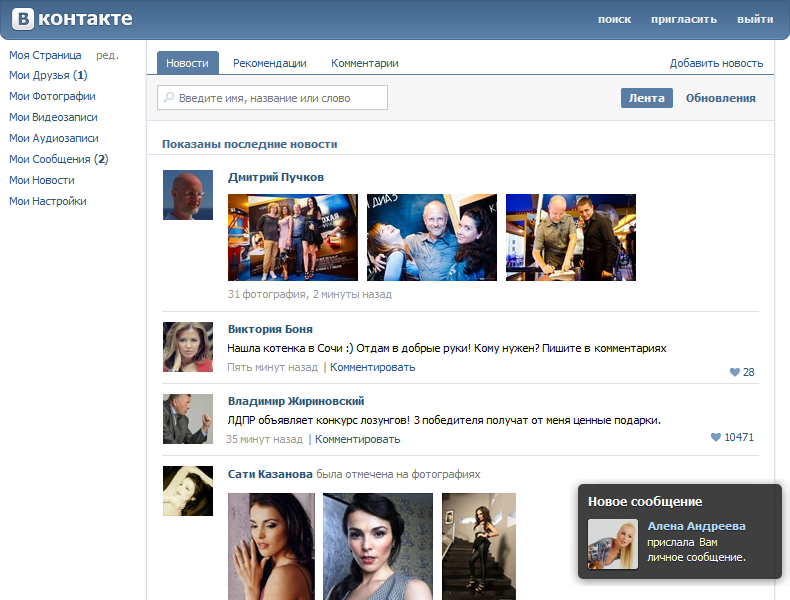 В контакте
поиск пригласить выйти
Моя Страница ред.
Мои Друзья (1)
Мои Фотографии
Мои Видеозаписи
Мои Аудиозаписи
Мои Сообщения (2)
Мои Новости
Мои Настройки
Новости Рекомендации Комментарии Добавить новость
Введите имя, название или слово Лента Обновления
Показаны последние новости
Дмитрий Пучков
31 фотография, 2 минуты назад
Виктория Боня
Нашла котенка в Сочи :) Отдам в добрые руки! Кому нужен? Пишите в комментариях
Пять минут назад | Комментировать
28
Владимир Жириновский
ЛДПР объявляет конкурс лозунгов! 3 победителя получат от меня ценные подарки.
35 минут назад | Комментировать
10471
Сати Казанова была отмечена на фотографиях
Новое сообщение
Алена Андреева
прислала Вам
личное сообщение.